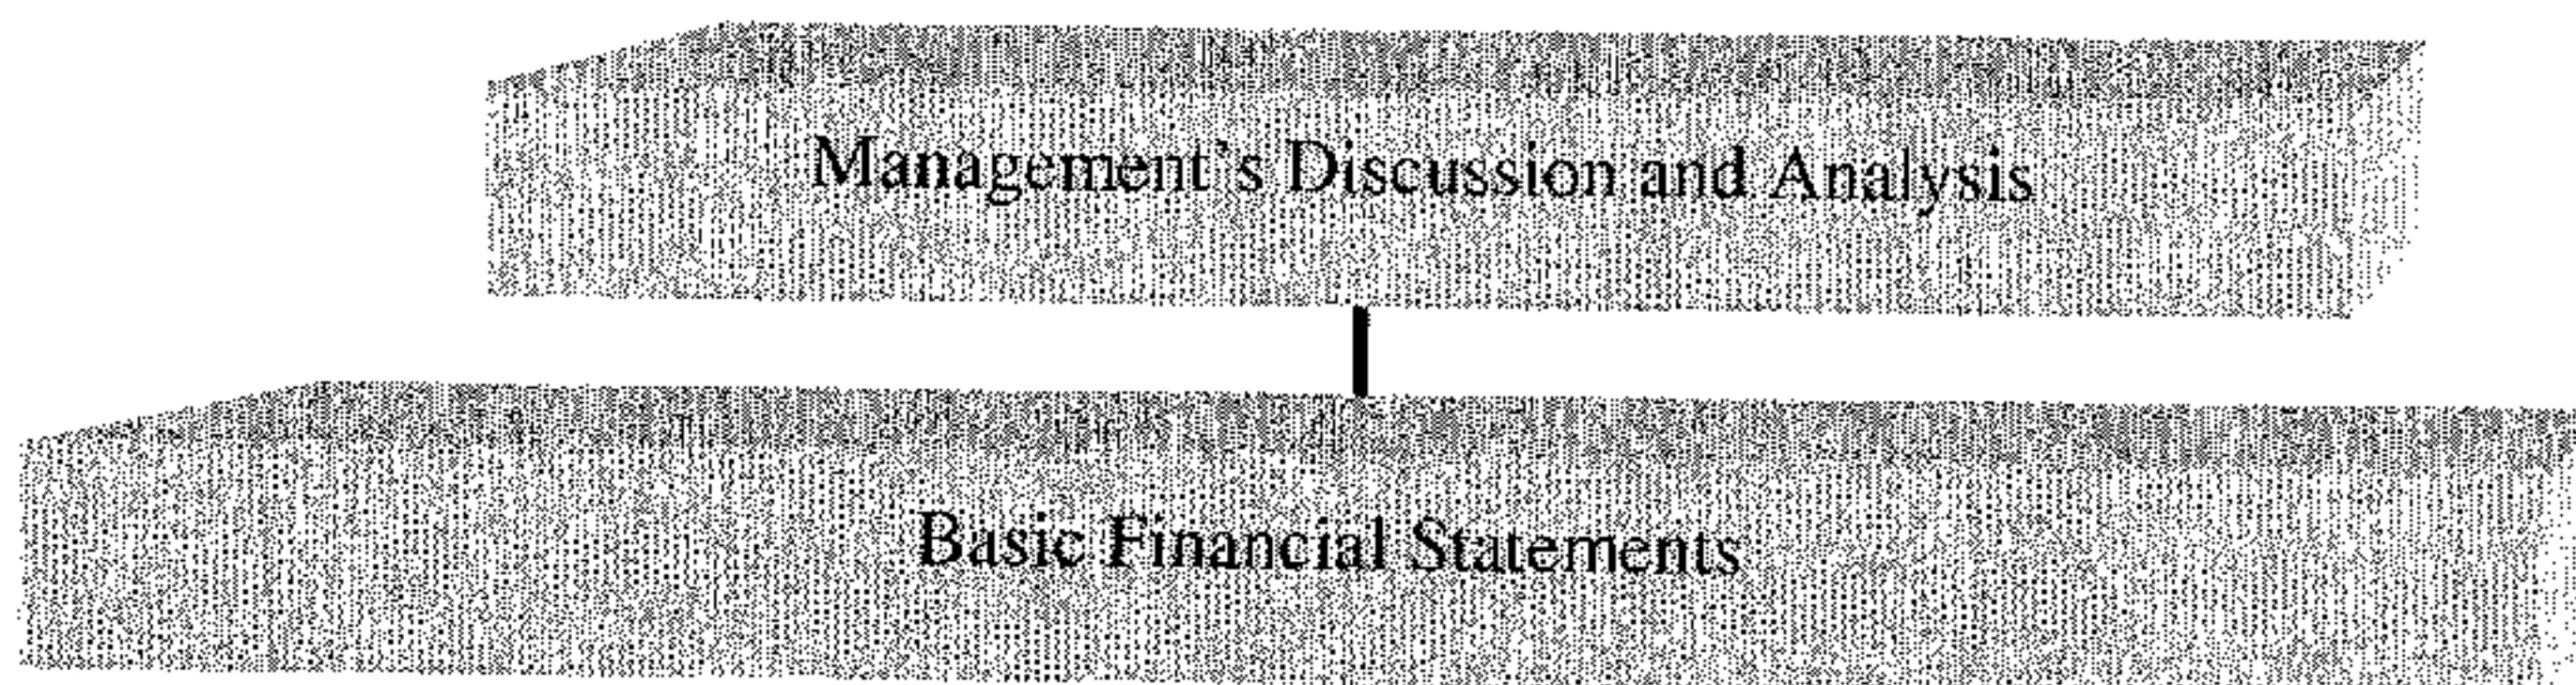 Management's Discussion and Analysis
Basic Financial Statements